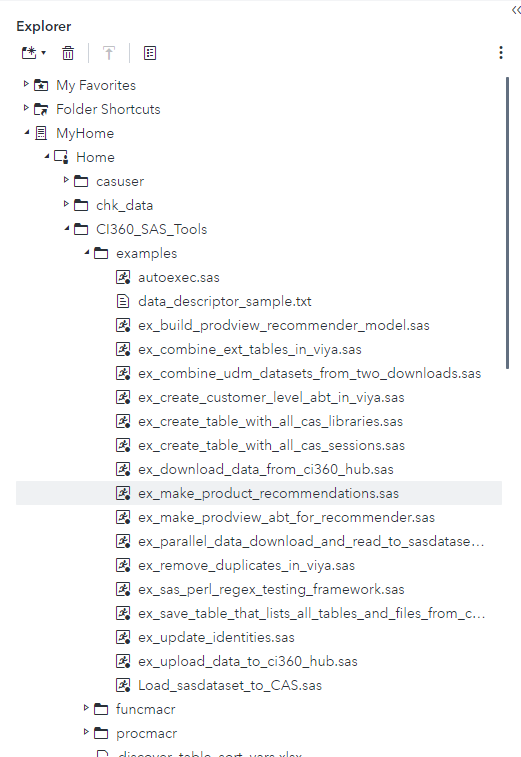 Explorer
My Favorites
Folder Shortcuts
MyHome
Home
casuser
chk_data
CI360_SAS_Tools
examples
autoexec.sas
data_descriptor_sample.txt
ex_build_prodview_recommender_model.sas
ex_combine_ext_tables_in_viya.sas
ex_combine_udm_datasets_from_two_downloads.sas
ex_create_customer_level_abt_in_viya.sas
ex_create_table_with_all_cas_libraries.sas
ex_create_table_with_all_cas_sessions.sas
ex_download_data_from_ci360_hub.sas
ex_make_product_recommendations.sas
ex_make_prodview_abt_for_recommender.sas
ex_parallel_data_download_and_read_to_sasdatase...
ex_remove_duplicates_in_viya.sas
ex_sas_perl_regex_testing_framework.sas
ex_save_table_that_lists_all_tables_and_files_from_c...
ex_update_identities.sas
ex_upload_data_to_ci360_hub.sas
Load_sasdataset_to_CAS.sas
funcmacr
procmacr
discover_table_sort_vars.xlsx